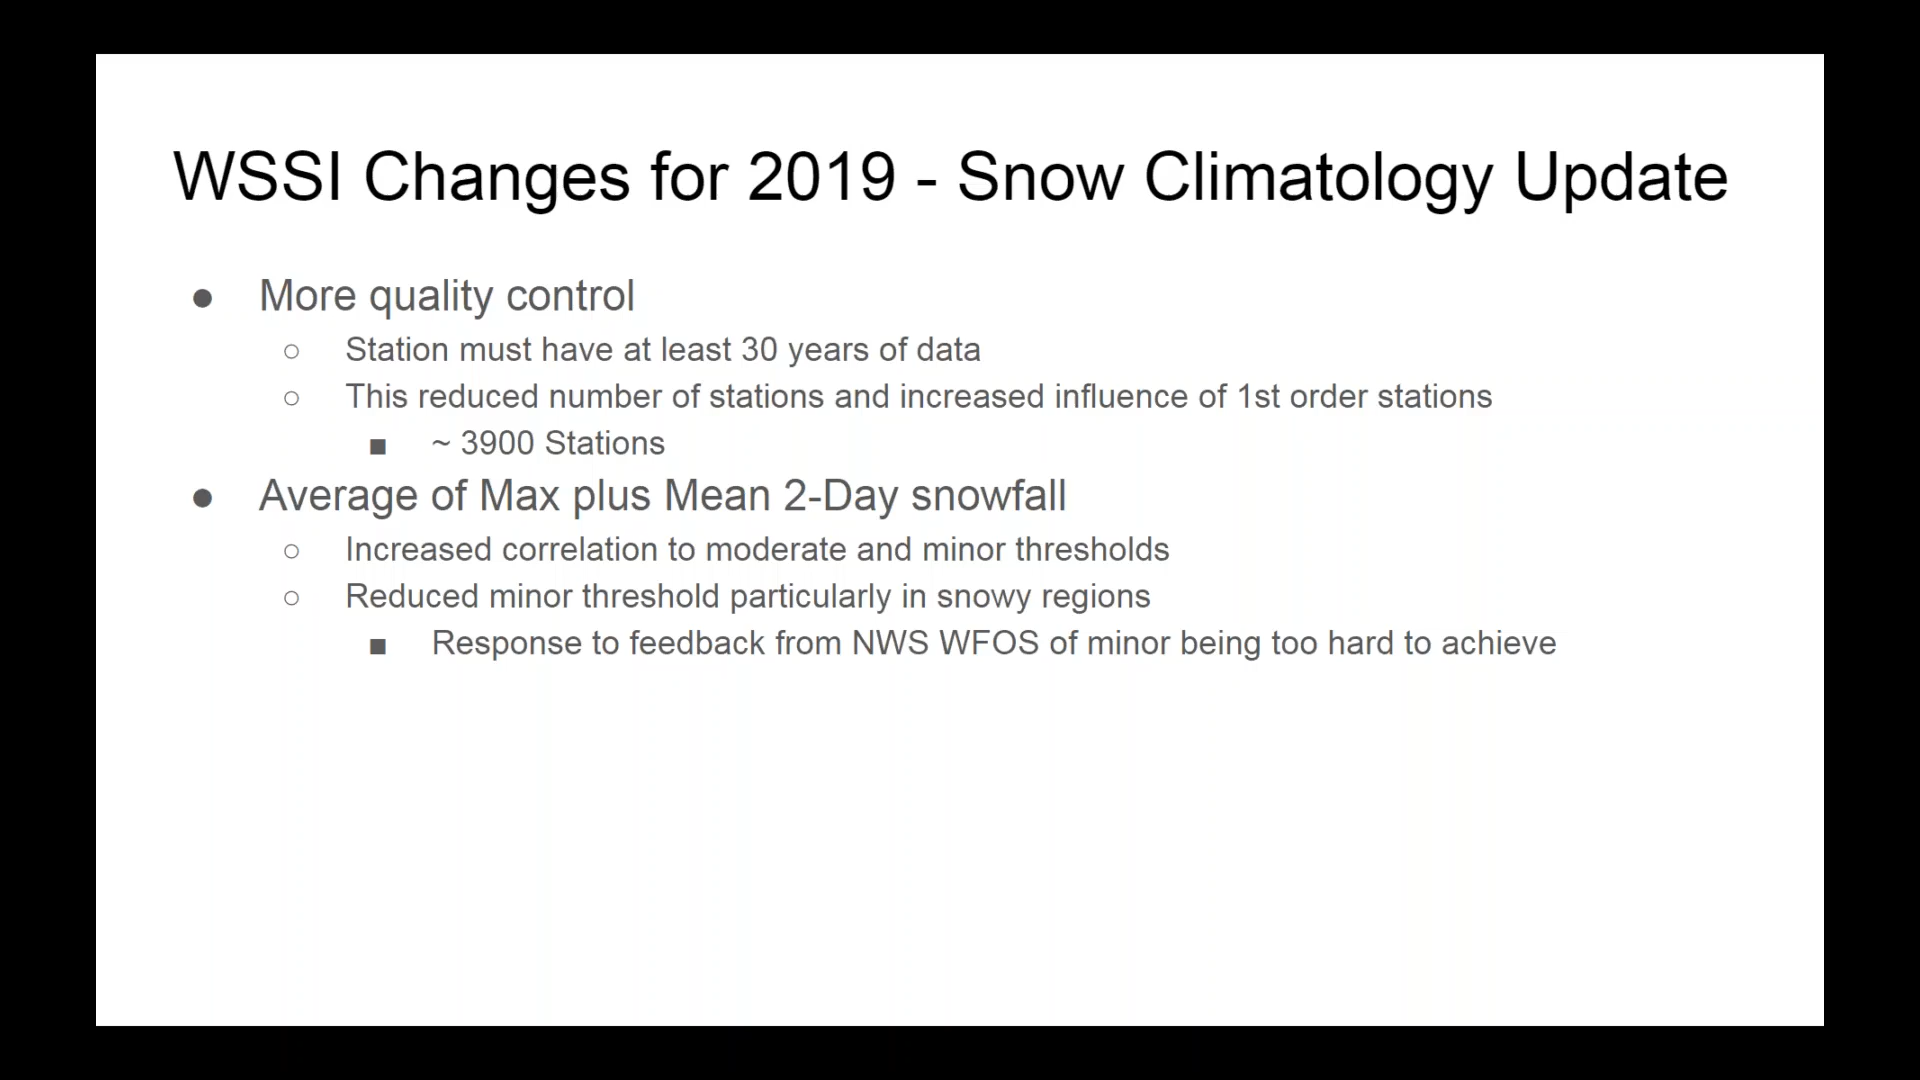 WSSI Changes for 2019 - Snow Climatology Update
● More quality control
○ Station must have at least 30 years of data
○ This reduced number of stations and increased influence of 1st order stations
■ ~ 3900 Stations
● Average of Max plus Mean 2-Day snowfall
○ Increased correlation to moderate and minor thresholds
○ Reduced minor threshold particularly in snowy regions
■ Response to feedback from NWS WFOS of minor being too hard to achieve